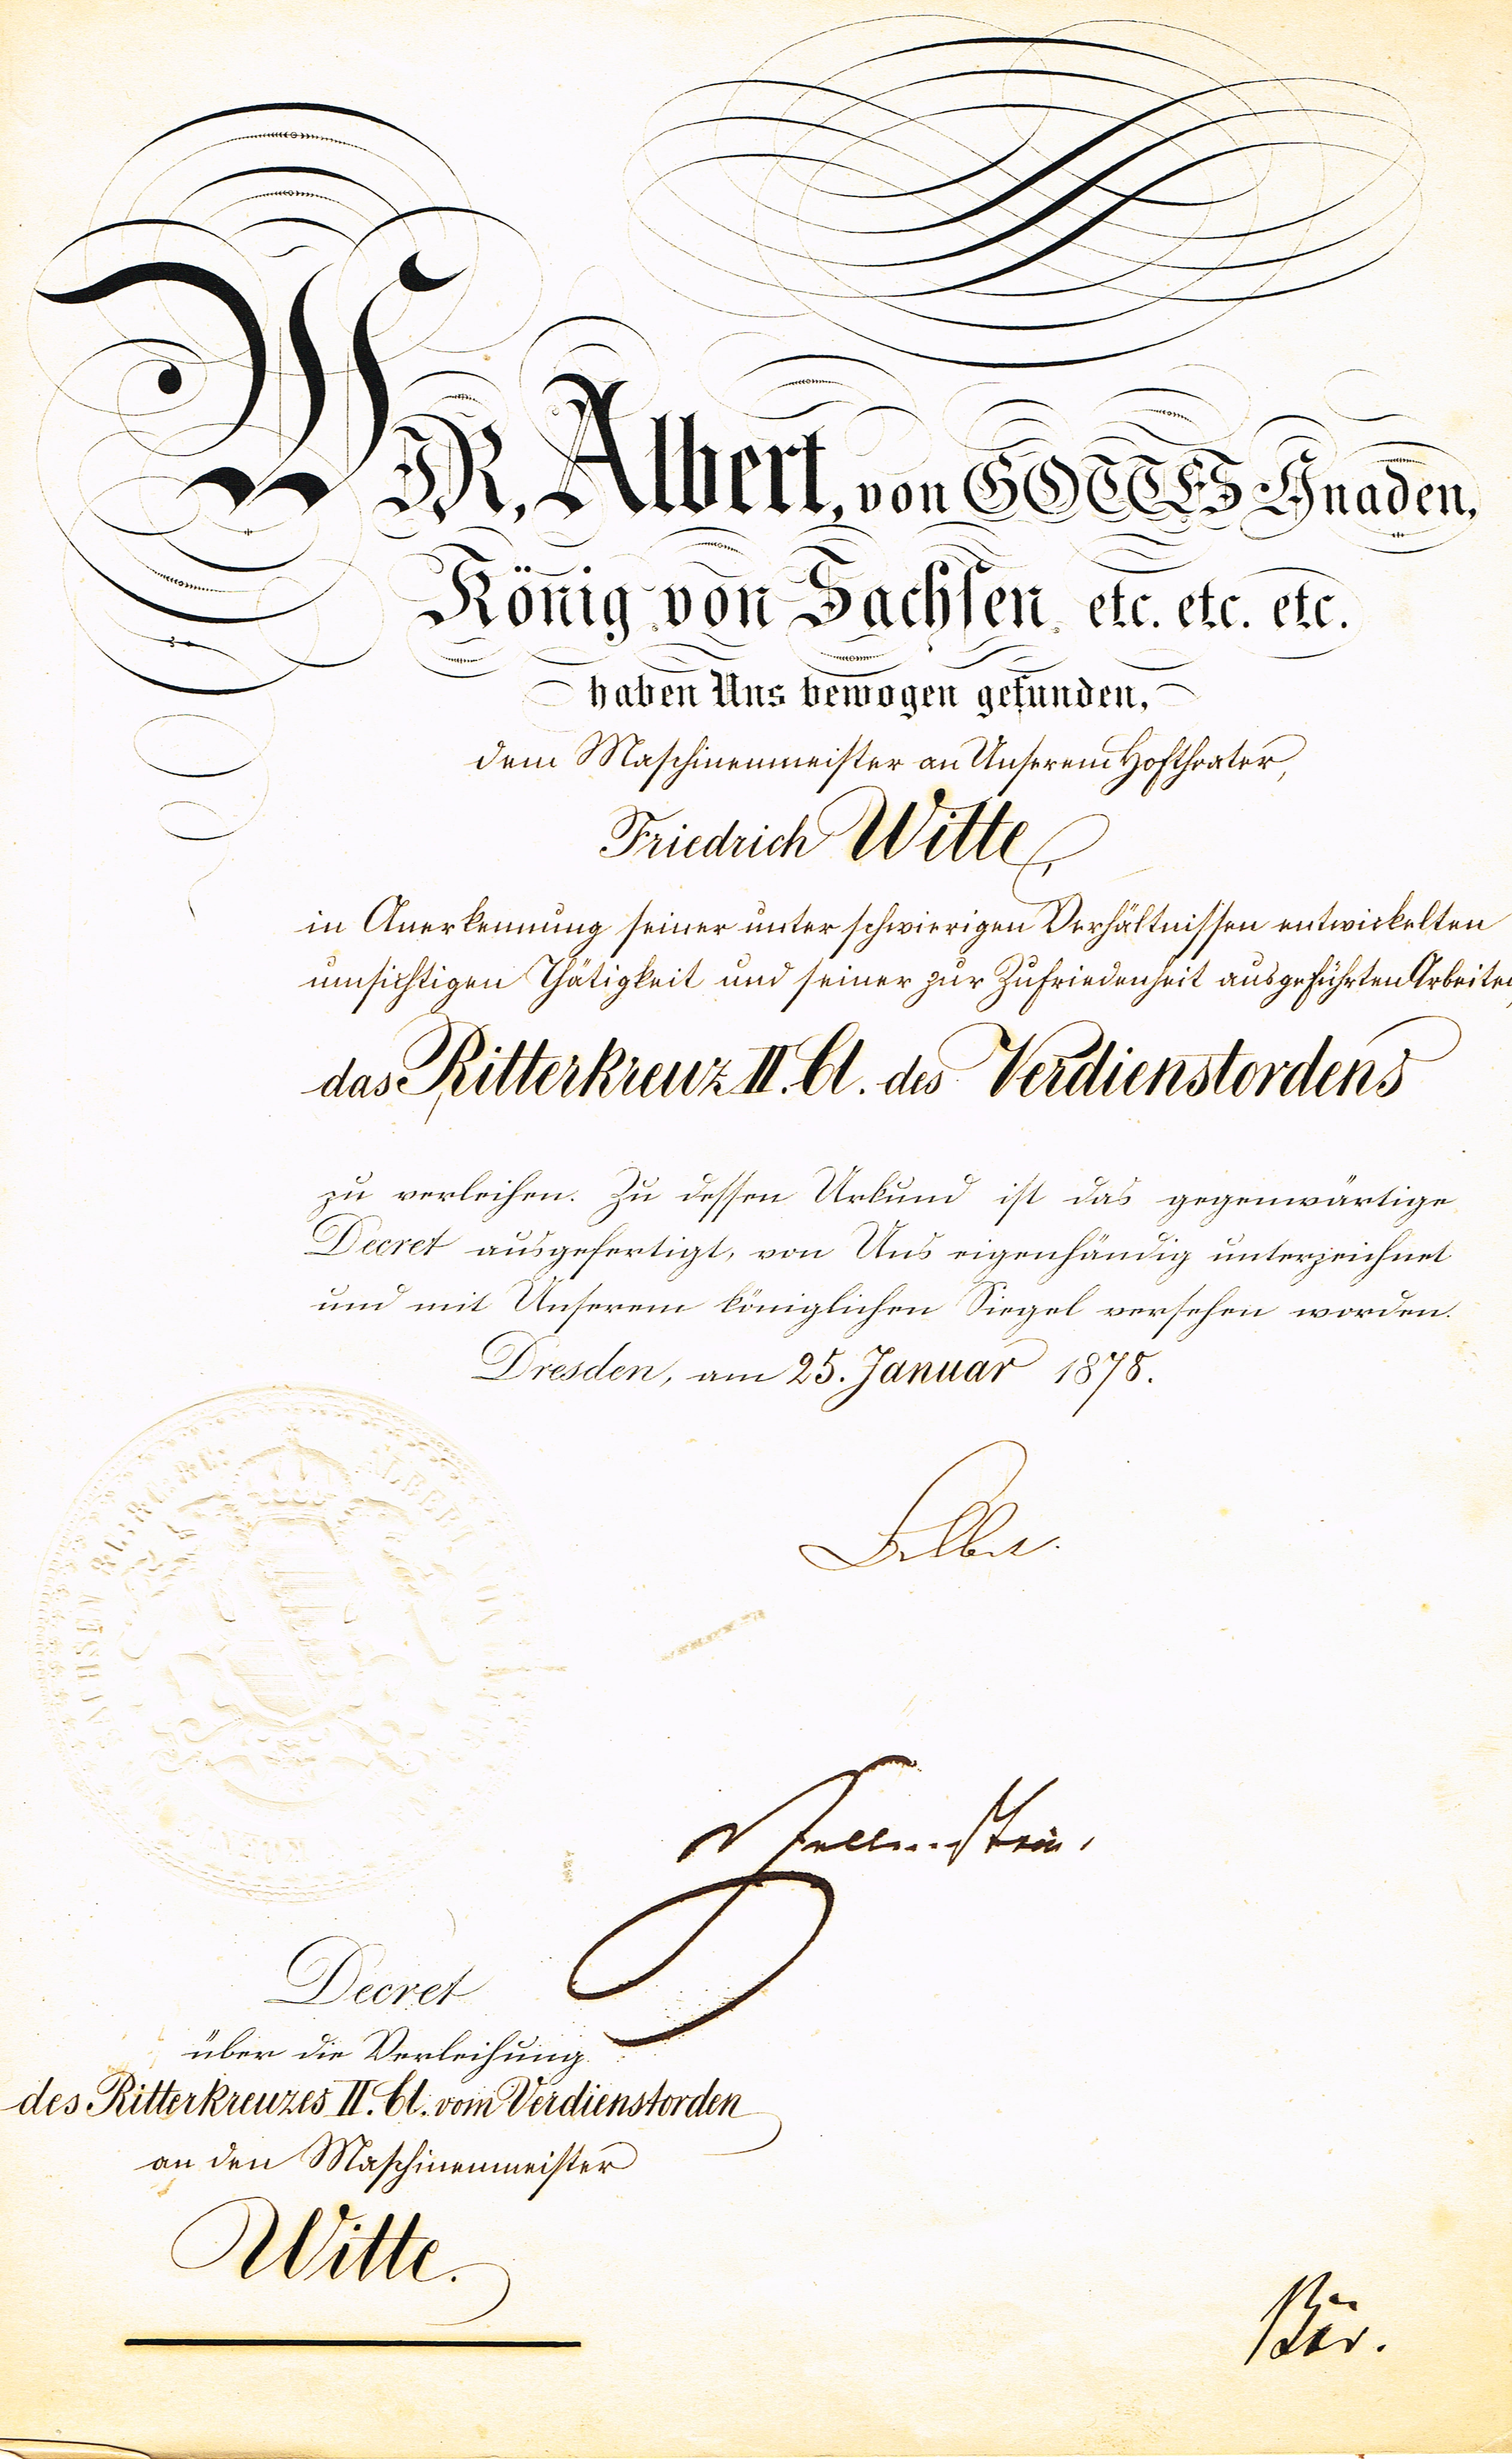 WIR, Albert, von GOTTES Gnaden,
König von Sachsen etc. etc. etc.
haben Uns bewogen gefunden,
dem Maschinenmeister an Unserem Hoftheater,
Friedrich Witte,
in Anerkennung seiner unter schwierigen Verhältnissen entwickelten
umsichtigen Thätigkeit und seiner zur Zufriedenheit ausgeführten Arbeiten
das Ritterkreuz II. Cl. des Verdienstordens
zu verleihen. Zu dessen Urkund ist das gegenwärtige
Decret ausgefertigt, von Uns eigenhändig unterzeichnet
und mit Unserem königlichen Siegel versehen worden.
Dresden, am 25. Januar 1878.
Albert.
Decret
über die Verleihung
des Ritterkreuzes II. Cl. vom Verdienstorden
an den Maschinenmeister
Witte.
Bär.